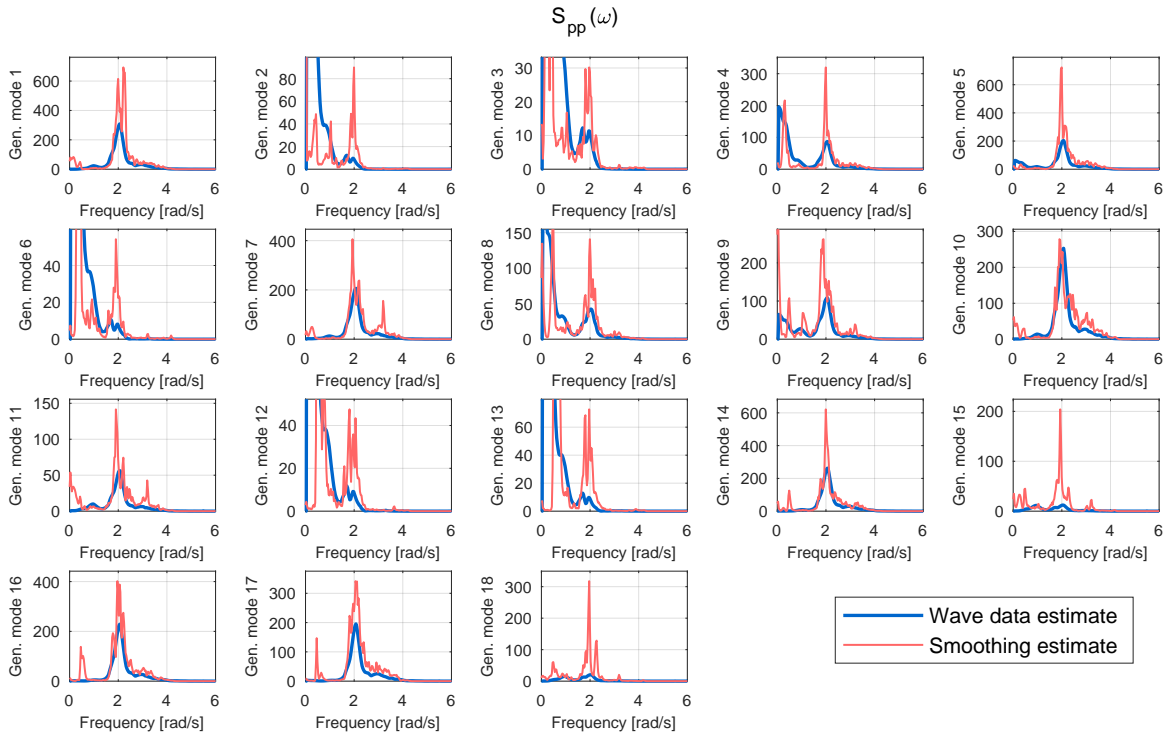 S_pp(ω)
Gen. mode 1
600
400
200
0
0 2 4 6
Frequency [rad/s]
Gen. mode 2
80
60
40
20
0
0 2 4 6
Frequency [rad/s]
Gen. mode 3
30
20
10
0
0 2 4 6
Frequency [rad/s]
Gen. mode 4
300
200
100
0
0 2 4 6
Frequency [rad/s]
Gen. mode 5
600
400
200
0
0 2 4 6
Frequency [rad/s]
Gen. mode 6
40
20
0
0 2 4 6
Frequency [rad/s]
Gen. mode 7
400
200
0
0 2 4 6
Frequency [rad/s]
Gen. mode 8
150
100
50
0
0 2 4 6
Frequency [rad/s]
Gen. mode 9
200
100
0
0 2 4 6
Frequency [rad/s]
Gen. mode 10
300
200
100
0
0 2 4 6
Frequency [rad/s]
Gen. mode 11
150
100
50
0
0 2 4 6
Frequency [rad/s]
Gen. mode 12
40
20
0
0 2 4 6
Frequency [rad/s]
Gen. mode 13
60
40
20
0
0 2 4 6
Frequency [rad/s]
Gen. mode 14
600
400
200
0
0 2 4 6
Frequency [rad/s]
Gen. mode 15
200
100
0
0 2 4 6
Frequency [rad/s]
Gen. mode 16
400
200
0
0 2 4 6
Frequency [rad/s]
Gen. mode 17
300
200
100
0
0 2 4 6
Frequency [rad/s]
Gen. mode 18
300
200
100
0
0 2 4 6
Frequency [rad/s]
Wave data estimate
Smoothing estimate